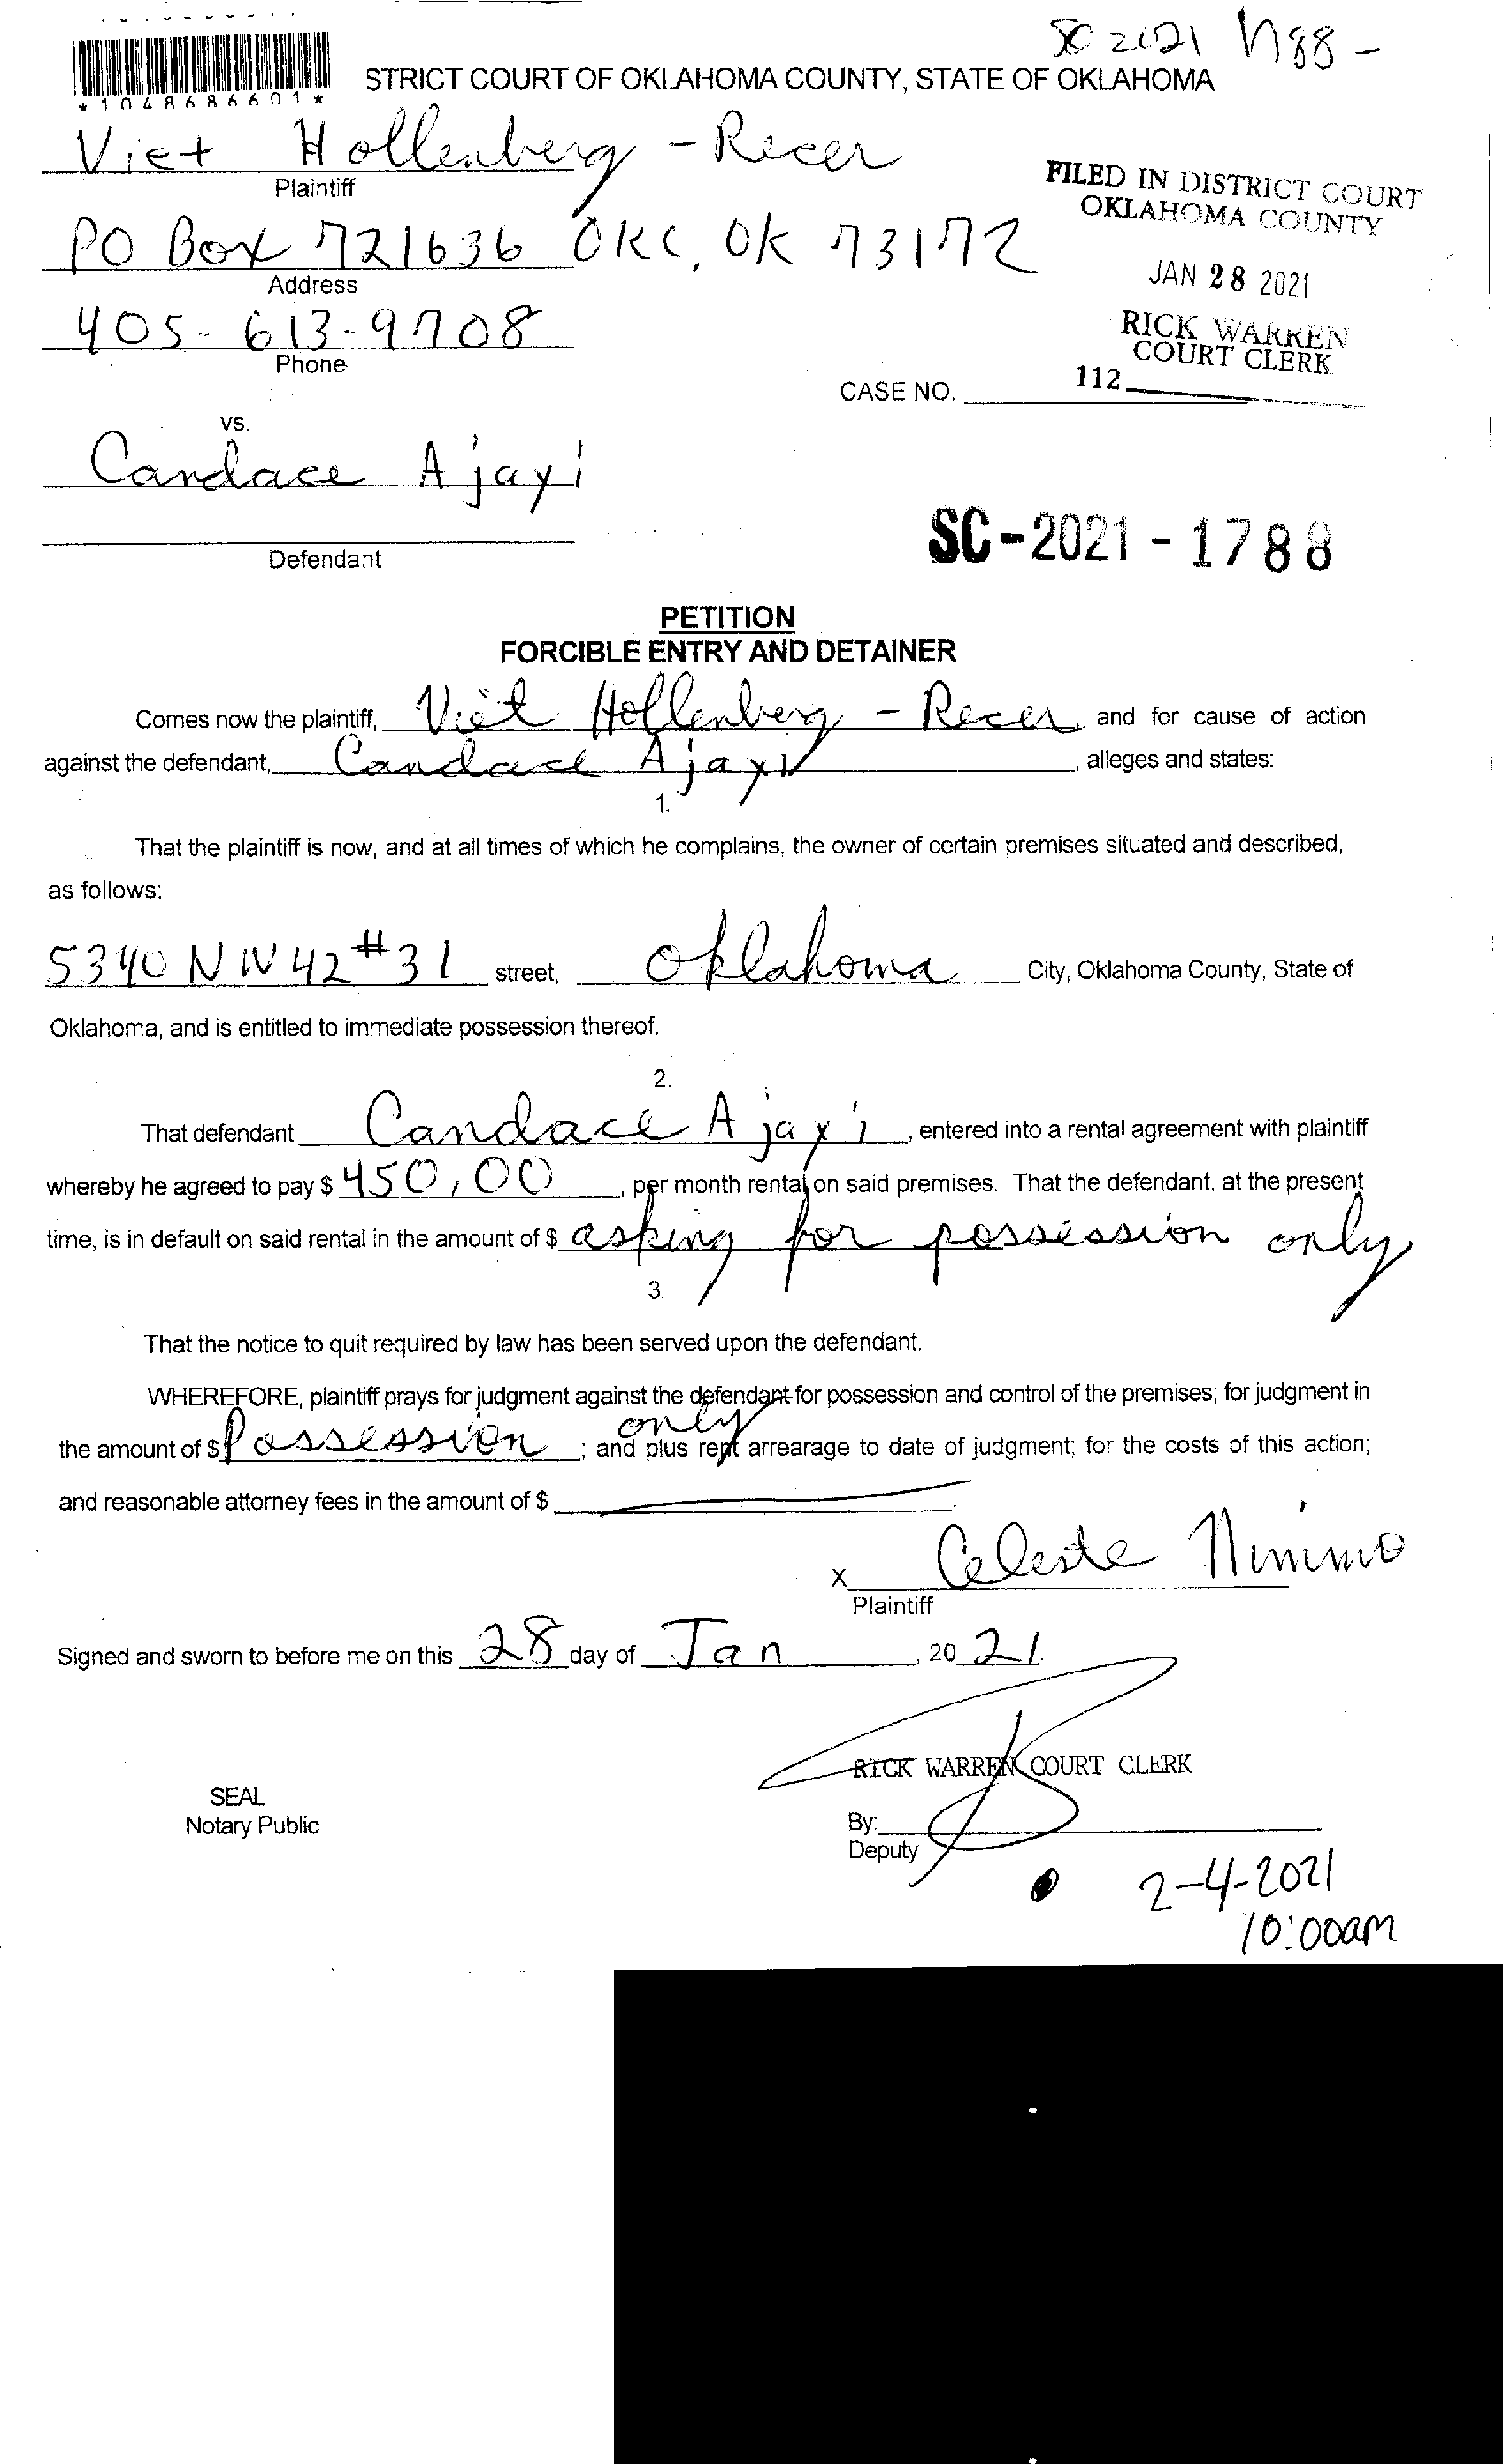 SC 2021 1788 -
*1048686601*
STRICT COURT OF OKLAHOMA COUNTY, STATE OF OKLAHOMA
Viet Hollenberg - Recer
Plaintiff
FILED IN DISTRICT COURT
OKLAHOMA COUNTY
PO Box 721636 OKC, OK 73172
Address
JAN 28 2021
405-613-9708
Phone
RICK WARREN
COURT CLERK
112
CASE NO.
vs.
Candace Ajayi
SC-2021-1788
Defendant
PETITION
FORCIBLE ENTRY AND DETAINER
Comes now the plaintiff, Viet Hollenberg - Recer and for cause of action
against the defendant, Candace Ajayi, alleges and states:
1.
That the plaintiff is now, and at all times of which he complains, the owner of certain premises situated and described,
as follows:
5340 NW 42 #31 street, Oklahoma City, Oklahoma County, State of
Oklahoma, and is entitled to immediate possession thereof.
2.
That defendant Candace Ajayi, entered into a rental agreement with plaintiff
whereby he agreed to pay $ 450,00, per month rental on said premises. That the defendant, at the present
time, is in default on said rental in the amount of $ asking for possession only
3.
That the notice to quit required by law has been served upon the defendant.
WHEREFORE, plaintiff prays for judgment against the defendant for possession and control of the premises; for judgment in
the amount of $ Possession only; and plus rent arrearage to date of judgment; for the costs of this action;
and reasonable attorney fees in the amount of $
x Celeste Nimmo
Plaintiff
Signed and sworn to before me on this 28 day of Jan, 2021.
RICK WARREN COURT CLERK
SEAL
Notary Public
By:
Deputy
2-4-2021
10:00am